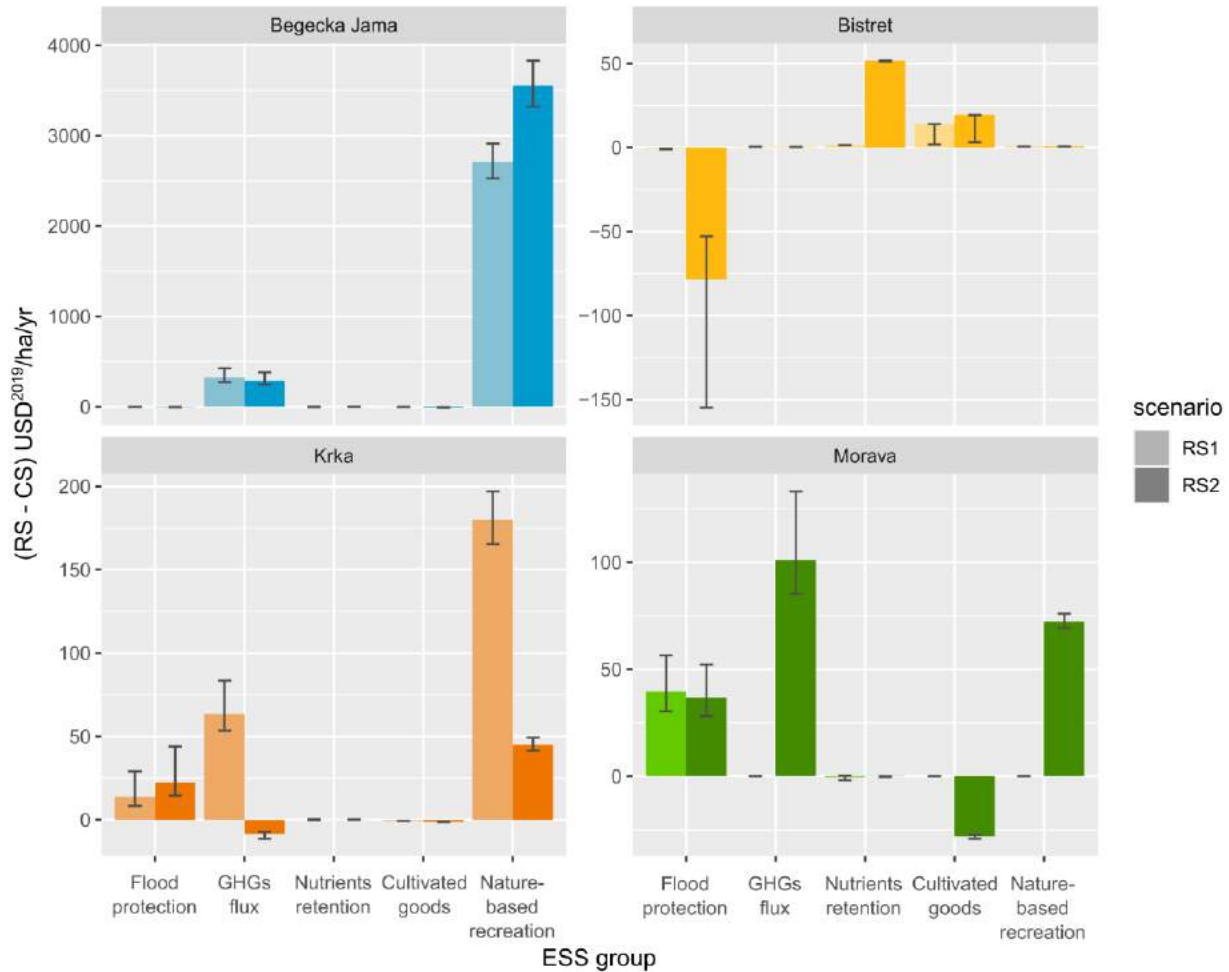 Begecka Jama
Bistret
4000
3000
2000
1000
0
50
0
−50
−100
−150
(RS - CS) USD²⁰¹⁹/ha/yr
scenario
RS1
RS2
Krka
Morava
200
150
100
50
0
100
50
0
Flood protection
GHGs flux
Nutrients retention
Cultivated goods
Nature-based recreation
Flood protection
GHGs flux
Nutrients retention
Cultivated goods
Nature-based recreation
ESS group